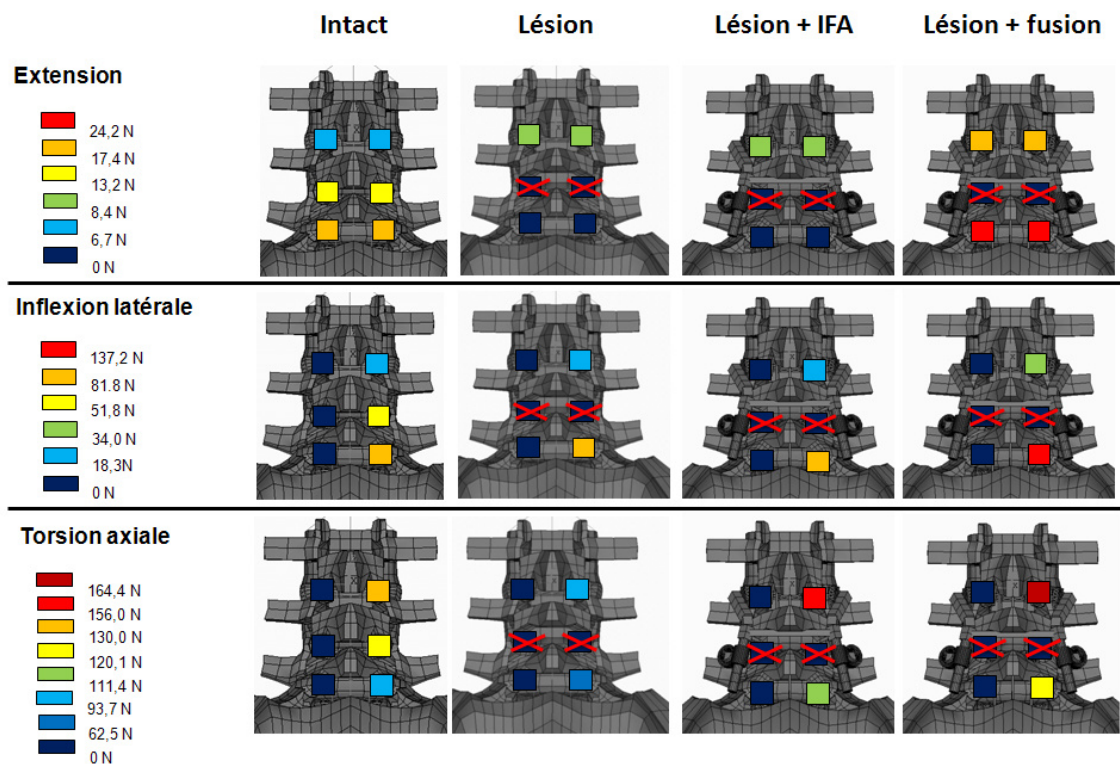 Intact
Lésion
Lésion + IFA
Lésion + fusion
Extension
24,2 N
17,4 N
13,2 N
8,4 N
6,7 N
0 N
Inflexion latérale
137,2 N
81.8 N
51,8 N
34,0 N
18,3N
0 N
Torsion axiale
164,4 N
156,0 N
130,0 N
120,1 N
111,4 N
93,7 N
62,5 N
0 N